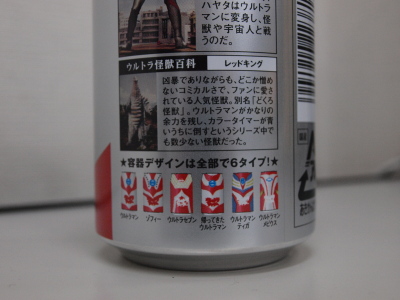 ハヤタはウルトラ
マンに変身し、怪
獣や宇宙人と戦
うのだ。
ウルトラ怪獣百科
レッドキング
凶暴でありながらも、どこか憎め
ないコミカルさで、ファンに愛さ
れている人気怪獣。別名「どくろ
怪獣」。ウルトラマンがかなりの
余力を残し、カラータイマーが青
いうちに倒すというシリーズ中で
も数少ない怪獣だった。
★容器デザインは全部で6タイプ!★
ウルトラマン
ゾフィー
ウルトラセブン
帰ってきた
ウルトラマン
ウルトラマン
ティガ
ウルトラマン
メビウス